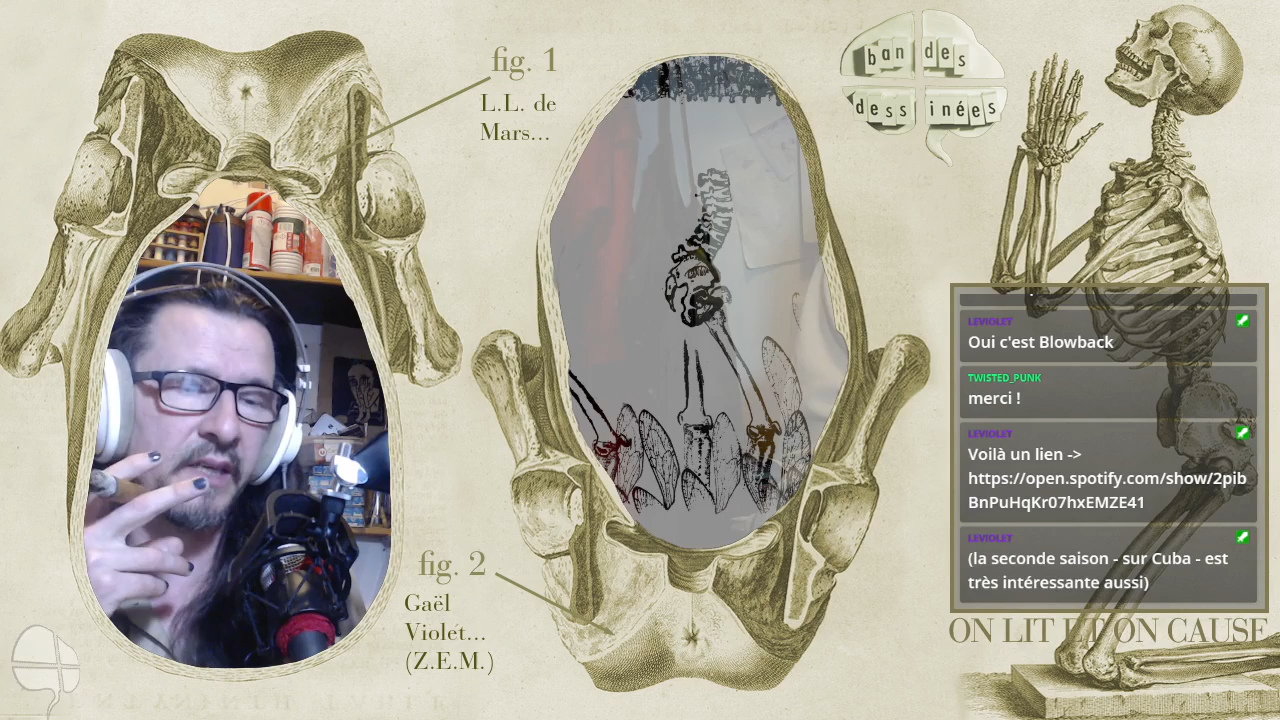 fig. 1
L.L. de
Mars...
ban des
dess inées
LEVIOLET
Oui c'est Blowback
TWISTED_PUNK
merci !
LEVIOLET
Voilà un lien ->
https://open.spotify.com/show/2pib
BnPuHqKr07hxEMZE41
LEVIOLET
(la seconde saison - sur Cuba - est
très intéressante aussi)
fig. 2
Gaël
Violet...
(Z.E.M.)
ON LIT ET ON CAUSE